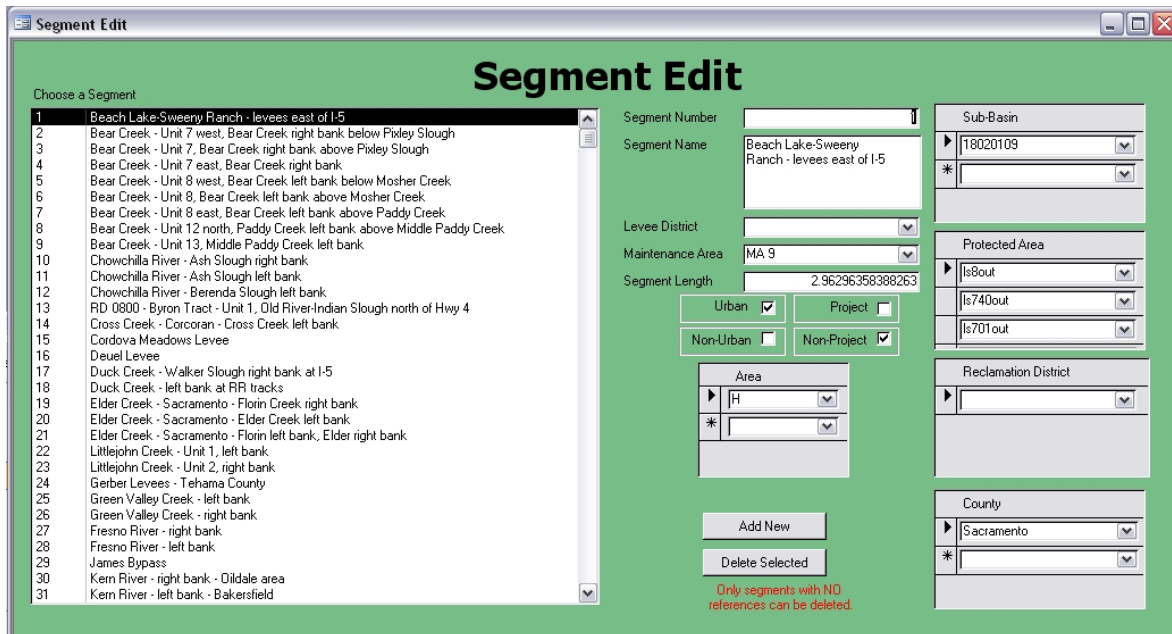 Segment Edit
Segment Edit
Choose a Segment
1 Beach Lake-Sweeny Ranch - levees east of I-5
2 Bear Creek - Unit 7 west, Bear Creek right bank below Pixley Slough
3 Bear Creek - Unit 7, Bear Creek right bank above Pixley Slough
4 Bear Creek - Unit 7 east, Bear Creek right bank
5 Bear Creek - Unit 8 west, Bear Creek left bank below Mosher Creek
6 Bear Creek - Unit 8, Bear Creek left bank above Mosher Creek
7 Bear Creek - Unit 8 east, Bear Creek left bank above Paddy Creek
8 Bear Creek - Unit 12 north, Paddy Creek left bank above Middle Paddy Creek
9 Bear Creek - Unit 13, Middle Paddy Creek left bank
10 Chowchilla River - Ash Slough right bank
11 Chowchilla River - Ash Slough left bank
12 Chowchilla River - Berenda Slough left bank
13 RD 0800 - Byron Tract - Unit 1, Old River-Indian Slough north of Hwy 4
14 Cross Creek - Corcoran - Cross Creek left bank
15 Cordova Meadows Levee
16 Deuel Levee
17 Duck Creek - Walker Slough right bank at I-5
18 Duck Creek - left bank at RR tracks
19 Elder Creek - Sacramento - Florin Creek right bank
20 Elder Creek - Sacramento - Elder Creek left bank
21 Elder Creek - Sacramento - Florin left bank, Elder right bank
22 Littlejohn Creek - Unit 1, left bank
23 Littlejohn Creek - Unit 2, right bank
24 Gerber Levees - Tehama County
25 Green Valley Creek - left bank
26 Green Valley Creek - right bank
27 Fresno River - right bank
28 Fresno River - left bank
29 James Bypass
30 Kern River - right bank - Oildale area
31 Kern River - left bank - Bakersfield
Segment Number 1
Segment Name Beach Lake-Sweeny
Ranch - levees east of I-5
Levee District
Maintenance Area MA 9
Segment Length 2.96296358388263
Urban Project
Non-Urban Non-Project
Area
H
Add New
Delete Selected
Only segments with NO
references can be deleted.
Sub-Basin
18020109
Protected Area
ls8out
ls740out
ls701out
Reclamation District
County
Sacramento